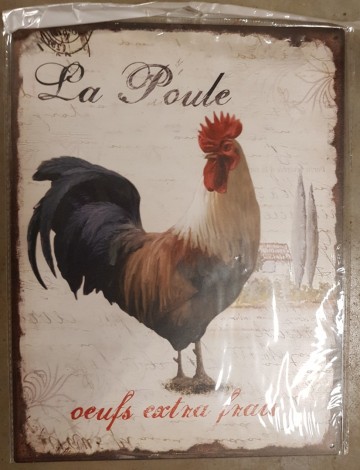 La Poule
oeufs extra frais